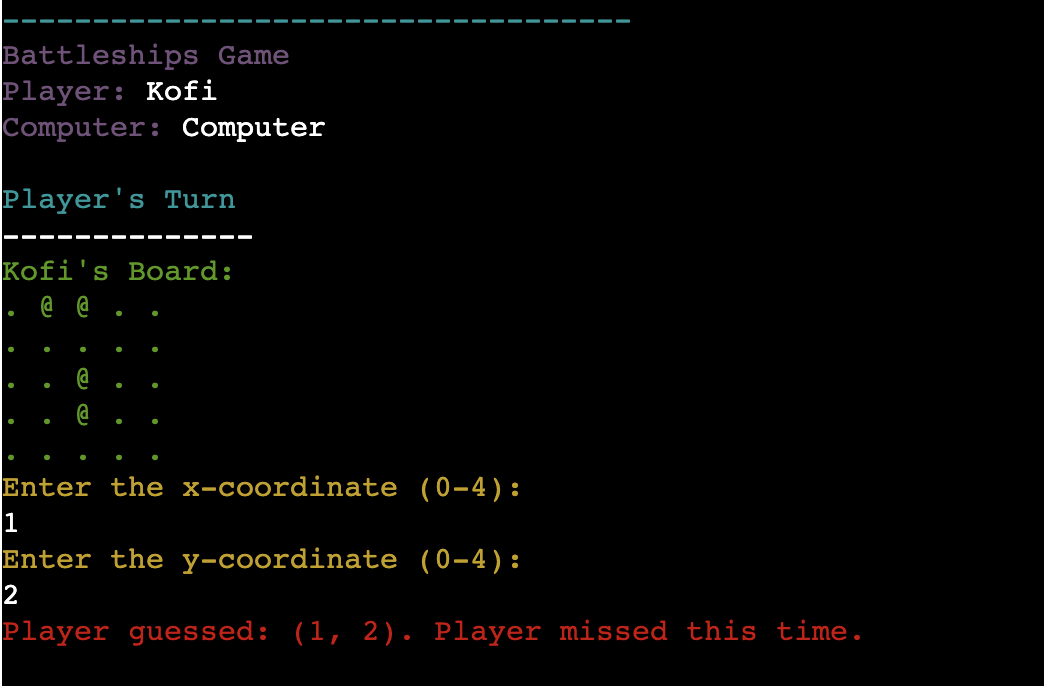 -----------------------------------
Battleships Game
Player: Kofi
Computer: Computer
Player's Turn
--------------
Kofi's Board:
. @ @ . .
. . . . .
. . @ . .
. . @ . .
. . . . .
Enter the x-coordinate (0-4):
1
Enter the y-coordinate (0-4):
2
Player guessed: (1, 2). Player missed this time.